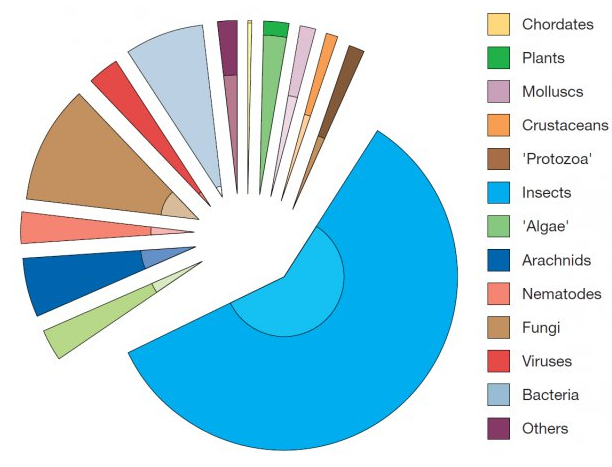 Chordates
Plants
Molluscs
Crustaceans
'Protozoa'
Insects
'Algae'
Arachnids
Nematodes
Fungi
Viruses
Bacteria
Others